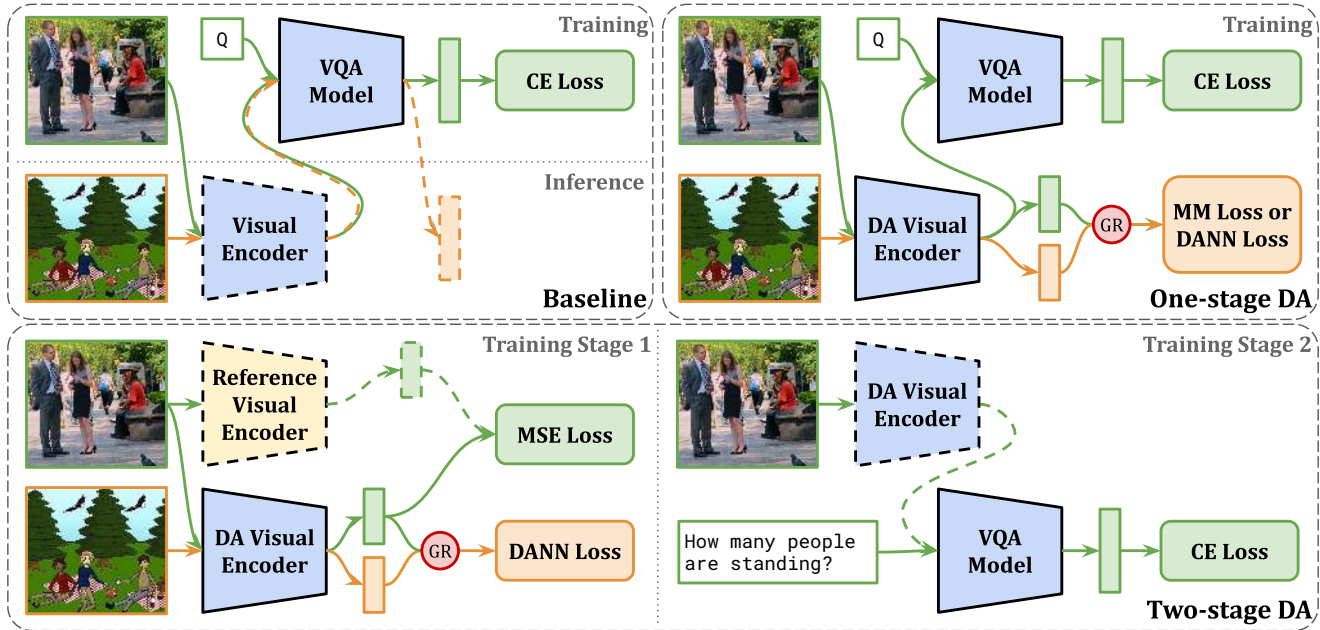 Training
Q
VQA
Model
CE Loss
Inference
Visual
Encoder
Baseline
Training
Q
VQA
Model
CE Loss
DA Visual
Encoder
GR
MM Loss or
DANN Loss
One-stage DA
Training Stage 1
Reference
Visual
Encoder
MSE Loss
DA Visual
Encoder
GR
DANN Loss
Training Stage 2
DA Visual
Encoder
How many people
are standing?
VQA
Model
CE Loss
Two-stage DA